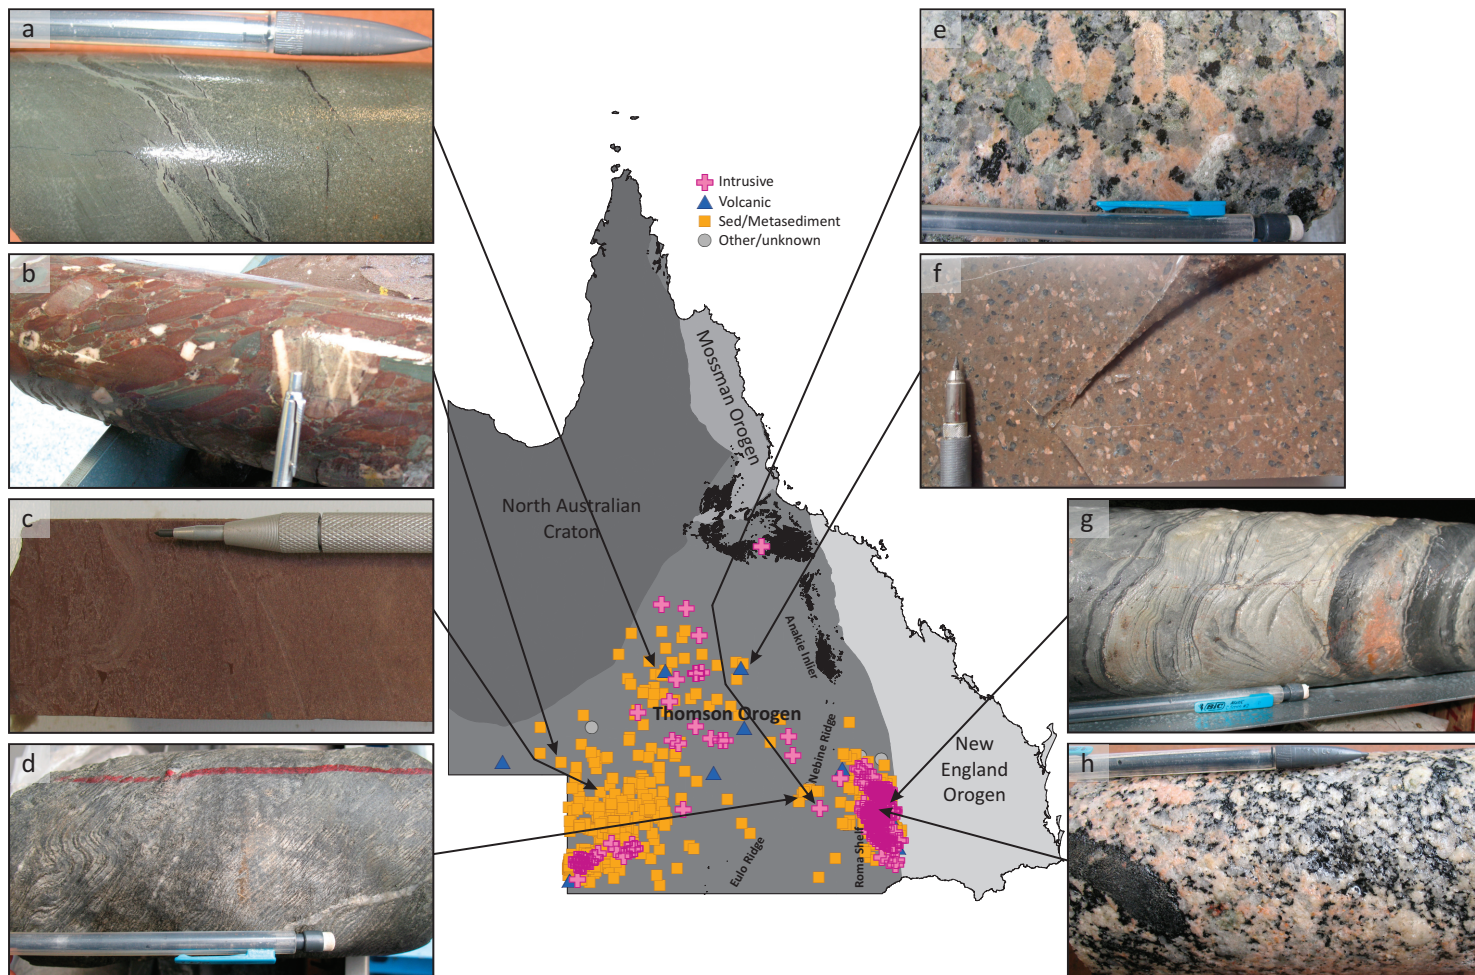 a
b
c
d
e
f
g
h
Intrusive
Volcanic
Sed/Metasediment
Other/unknown
Mossman Orogen
North Australian
Craton
Anakie Inlier
Thomson Orogen
Nebine Ridge
New
England
Orogen
Eulo Ridge
Roma Shelf
BIC